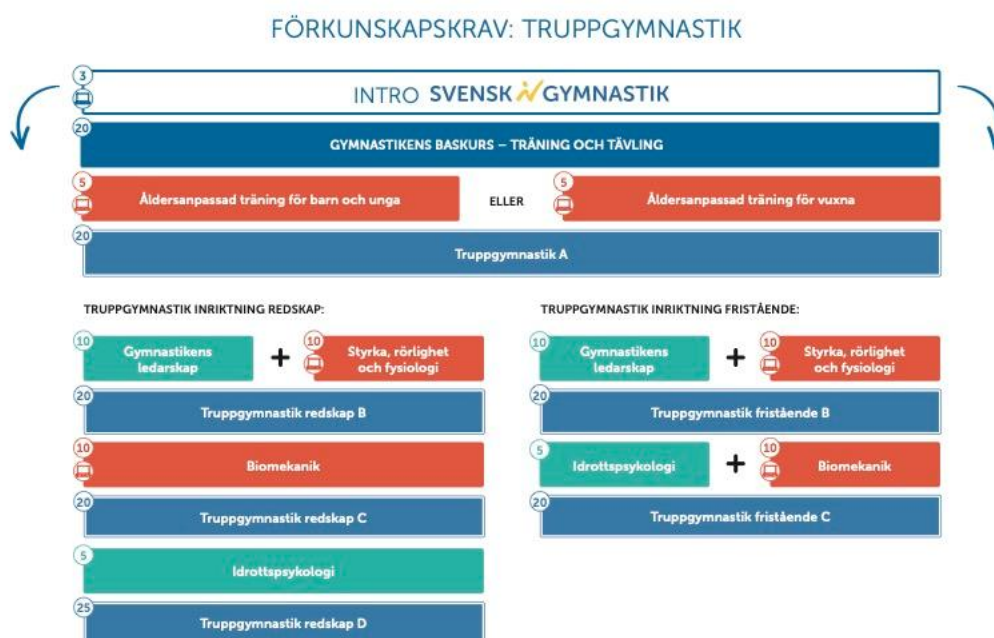 FÖRKUNSKAPSKRAV: TRUPPGYMNASTIK
3
INTRO SVENSK GYMNASTIK
20
GYMNASTIKENS BASKURS – TRÄNING OCH TÄVLING
5
Åldersanpassad träning för barn och unga
ELLER
5
Åldersanpassad träning för vuxna
20
Truppgymnastik A
TRUPPGYMNASTIK INRIKTNING REDSKAP:
10
Gymnastikens
ledarskap
+
10
Styrka, rörlighet
och fysiologi
20
Truppgymnastik redskap B
10
Biomekanik
20
Truppgymnastik redskap C
5
Idrottspsykologi
25
Truppgymnastik redskap D
TRUPPGYMNASTIK INRIKTNING FRISTÅENDE:
10
Gymnastikens
ledarskap
+
10
Styrka, rörlighet
och fysiologi
20
Truppgymnastik fristående B
5
Idrottspsykologi
+
10
Biomekanik
20
Truppgymnastik fristående C